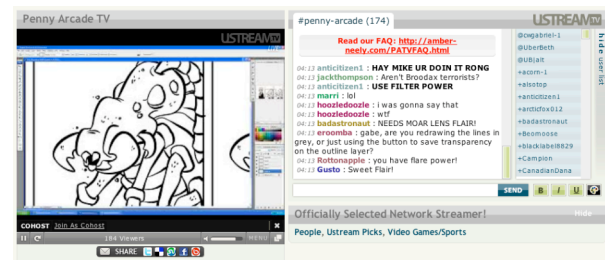 Penny Arcade TV
USTREAM TV
COHOST Join As Cohost
184 Viewers
MENU
SHARE
#penny-arcade (174)
USTREAM TV
Read our FAQ: http://amber-
neely.com/PATVFAQ.html
04:13 anticitizen1 : HAY MIKE UR DOIN IT RONG
04:13 jackthompson : Aren't Broodax terrorists?
04:13 anticitizen1 : USE FILTER POWER
04:13 marri : lol
04:13 hoozledoozle : i was gonna say that
04:13 hoozledoozle : wtf
04:13 badastronaut : NEEDS MOAR LENS FLAIR!
04:13 eroomba : gabe, are you redrawing the lines in
grey, or just using the button to save transparency
on the outline layer?
04:13 Rottonapple : you have flare power!
04:13 Gusto : Sweet Flair!
@cwgabriel-1
@UberBeth
@UBJait
+acorn-1
+alsotop
+anticitizen1
+arcticfox012
+badastronaut
+Beomoose
+blacklabel8829
+Campion
+CanadianDana
hide user list
SEND B I U
Officially Selected Network Streamer!
Hide
People, Ustream Picks, Video Games/Sports